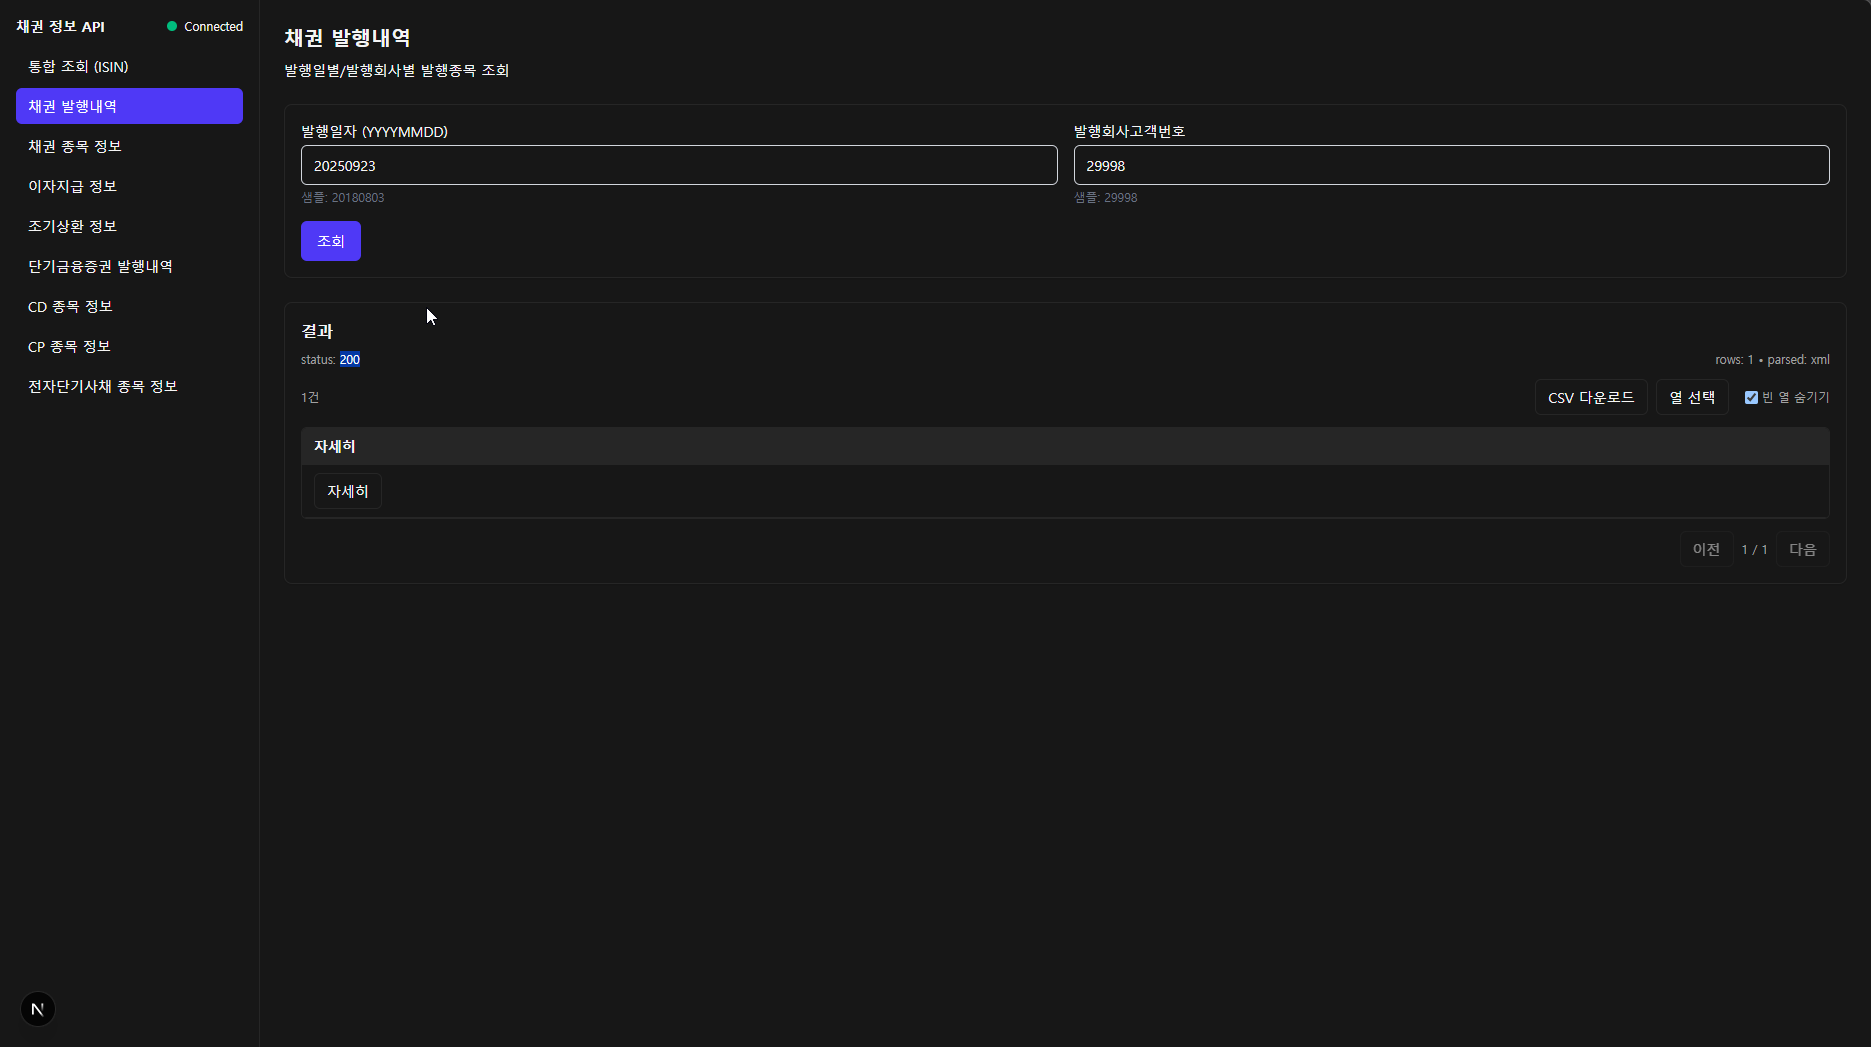 채권 정보 API
Connected
통합 조회 (ISIN)
채권 발행내역
채권 종목 정보
이자지급 정보
조기상환 정보
단기금융증권 발행내역
CD 종목 정보
CP 종목 정보
전자단기사채 종목 정보
N
채권 발행내역
발행일별/발행회사별 발행종목 조회
발행일자 (YYYYMMDD)
20250923
샘플: 20180803
발행회사고객번호
29998
샘플: 29998
조회
결과
status: 200
rows: 1 • parsed: xml
1건
CSV 다운로드
열 선택
빈 열 숨기기
자세히
자세히
이전 1 / 1 다음